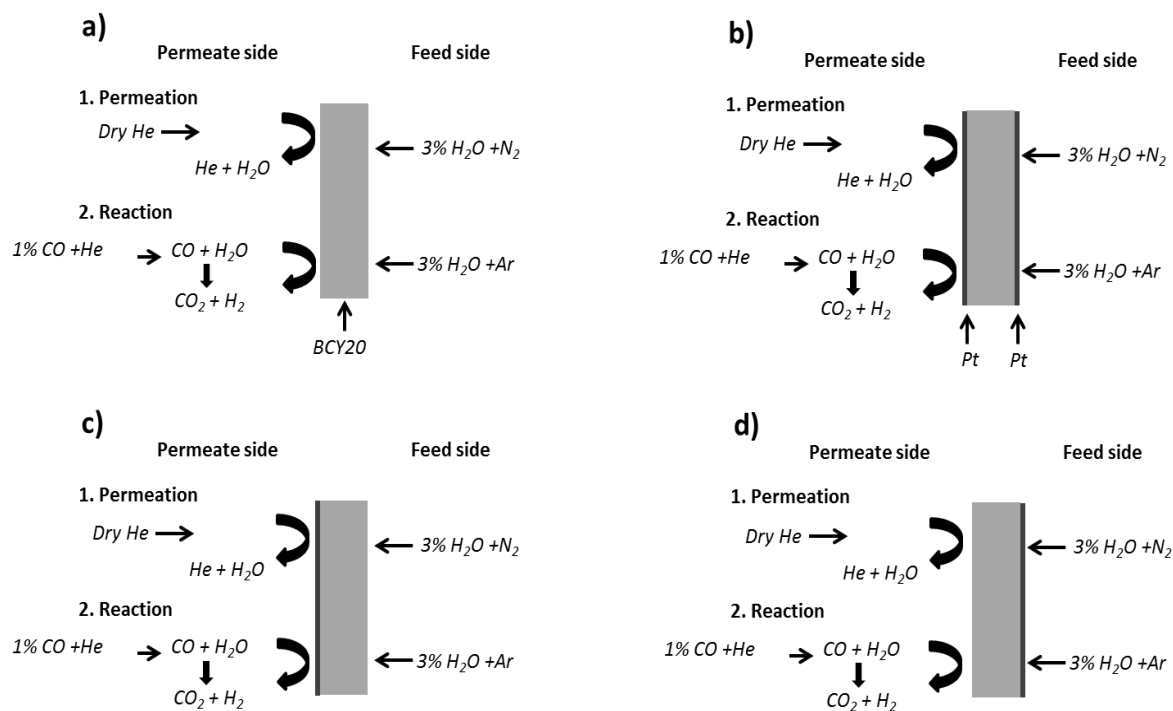 a)
Permeate side Feed side
1. Permeation
Dry He
3% H₂O +N₂
He + H₂O
2. Reaction
1% CO +He CO + H₂O
3% H₂O +Ar
CO₂ + H₂
BCY20
b)
Permeate side Feed side
1. Permeation
Dry He
3% H₂O +N₂
He + H₂O
2. Reaction
1% CO +He CO + H₂O
3% H₂O +Ar
CO₂ + H₂
Pt Pt
c)
Permeate side Feed side
1. Permeation
Dry He
3% H₂O +N₂
He + H₂O
2. Reaction
1% CO +He CO + H₂O
3% H₂O +Ar
CO₂ + H₂
d)
Permeate side Feed side
1. Permeation
Dry He
3% H₂O +N₂
He + H₂O
2. Reaction
1% CO +He CO + H₂O
3% H₂O +Ar
CO₂ + H₂